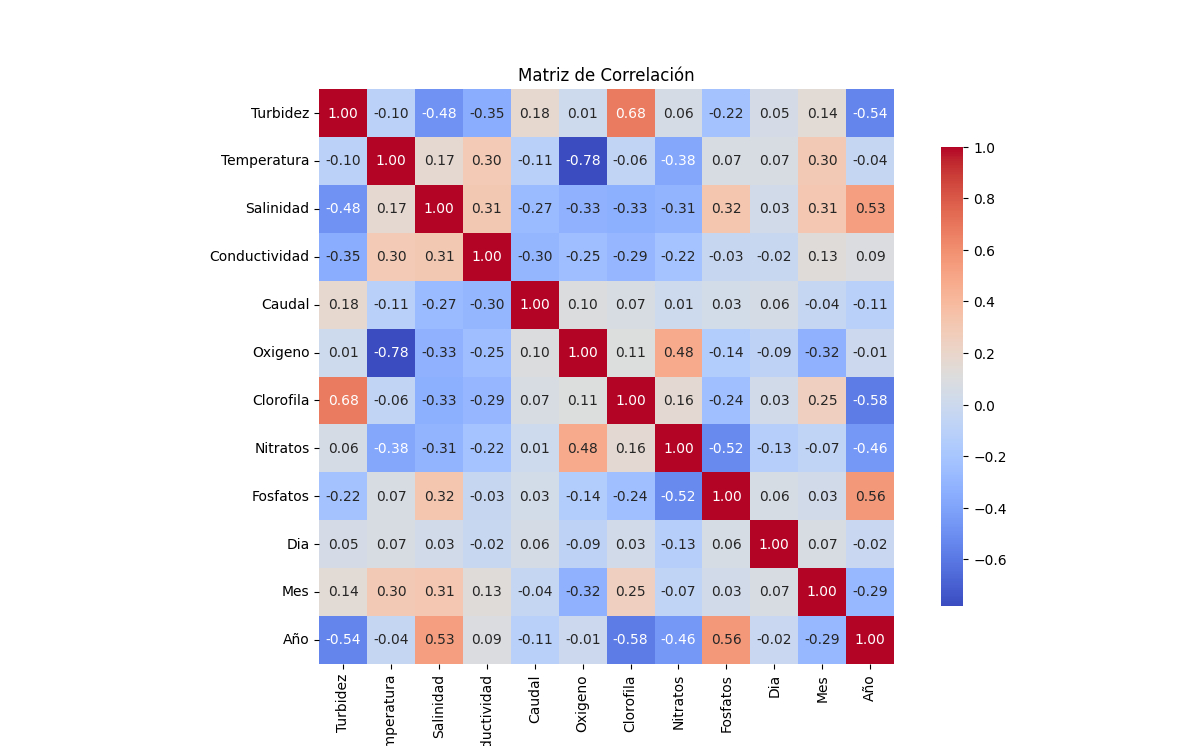 Matriz de Correlación
Turbidez 1.00 -0.10 -0.48 -0.35 0.18 0.01 0.68 0.06 -0.22 0.05 0.14 -0.54
Temperatura -0.10 1.00 0.17 0.30 -0.11 -0.78 -0.06 -0.38 0.07 0.07 0.30 -0.04
Salinidad -0.48 0.17 1.00 0.31 -0.27 -0.33 -0.33 -0.31 0.32 0.03 0.31 0.53
Conductividad -0.35 0.30 0.31 1.00 -0.30 -0.25 -0.29 -0.22 -0.03 -0.02 0.13 0.09
Caudal 0.18 -0.11 -0.27 -0.30 1.00 0.10 0.07 0.01 0.03 0.06 -0.04 -0.11
Oxigeno 0.01 -0.78 -0.33 -0.25 0.10 1.00 0.11 0.48 -0.14 -0.09 -0.32 -0.01
Clorofila 0.68 -0.06 -0.33 -0.29 0.07 0.11 1.00 0.16 -0.24 0.03 0.25 -0.58
Nitratos 0.06 -0.38 -0.31 -0.22 0.01 0.48 0.16 1.00 -0.52 -0.13 -0.07 -0.46
Fosfatos -0.22 0.07 0.32 -0.03 0.03 -0.14 -0.24 -0.52 1.00 0.06 0.03 0.56
Dia 0.05 0.07 0.03 -0.02 0.06 -0.09 0.03 -0.13 0.06 1.00 0.07 -0.02
Mes 0.14 0.30 0.31 0.13 -0.04 -0.32 0.25 -0.07 0.03 0.07 1.00 -0.29
Año -0.54 -0.04 0.53 0.09 -0.11 -0.01 -0.58 -0.46 0.56 -0.02 -0.29 1.00
Turbidez
mperatura
Salinidad
ductividad
Caudal
Oxigeno
Clorofila
Nitratos
Fosfatos
Dia
Mes
Año
1.0
0.8
0.6
0.4
0.2
0.0
−0.2
−0.4
−0.6